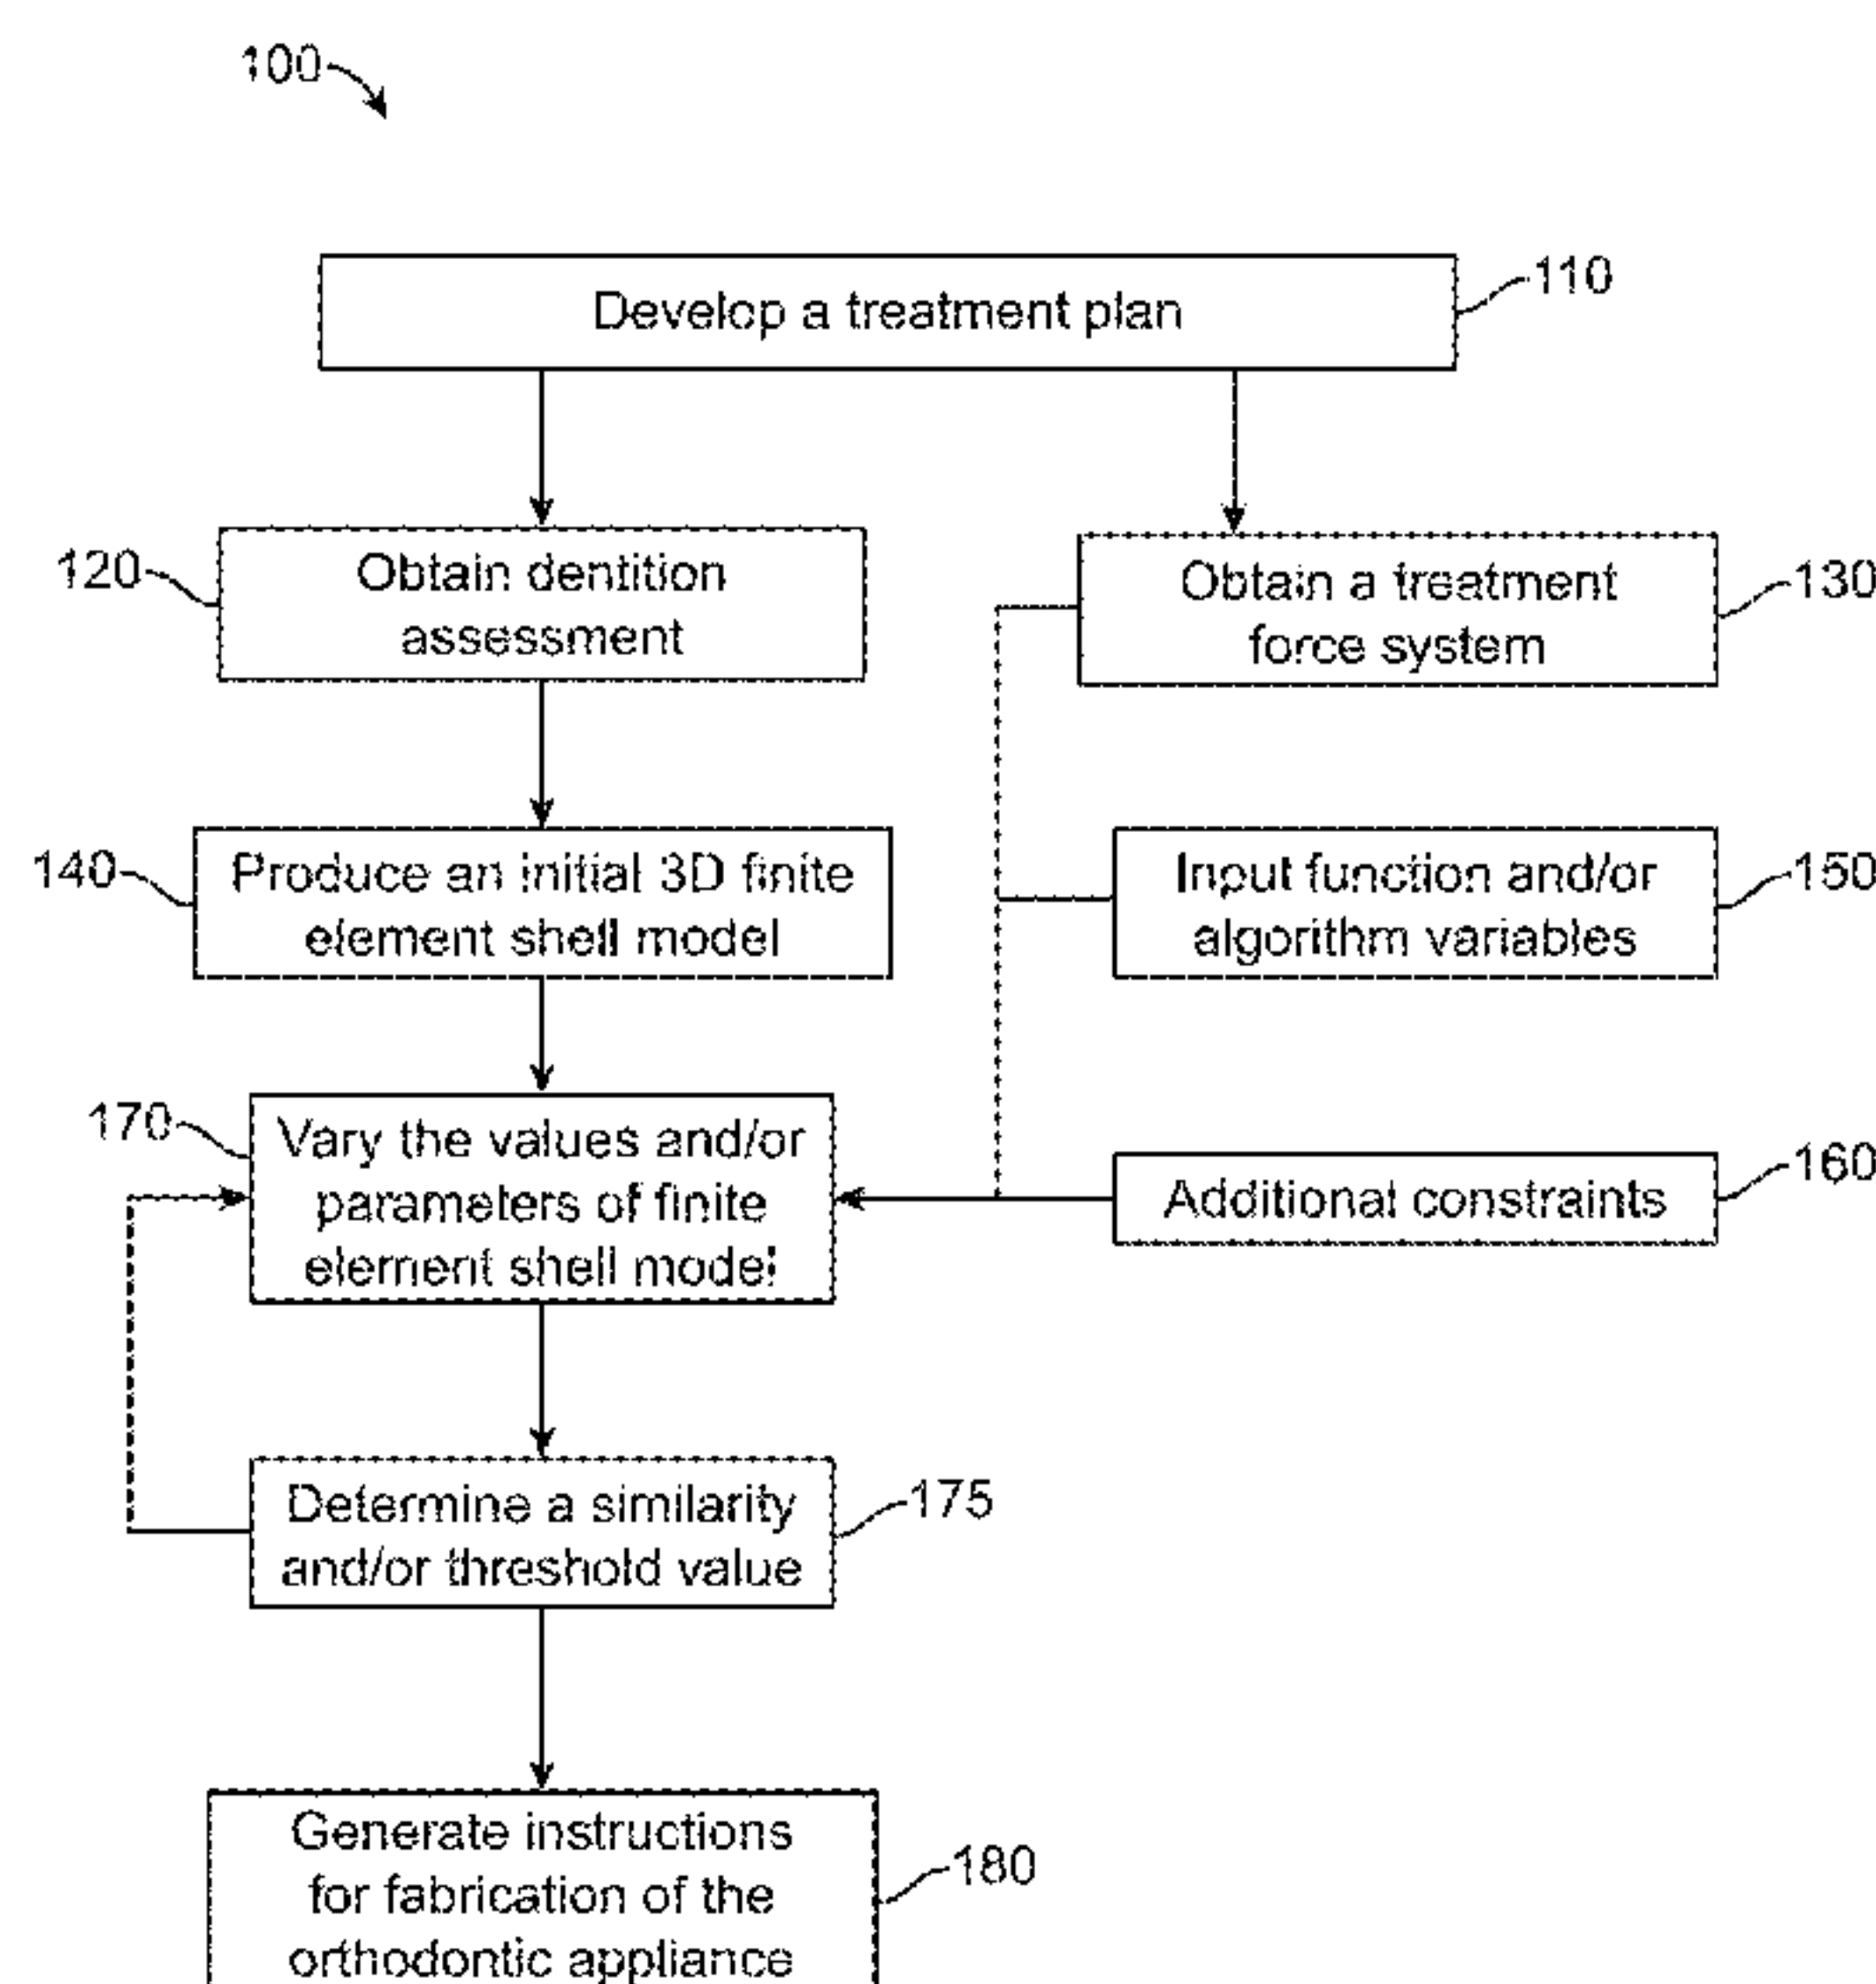 100
Develop a treatment plan
110
120
Obtain dentition
assessment
Obtain a treatment
force system
130
140
Produce an initial 3D finite
element shell model
Input function and/or
algorithm variables
150
170
Vary the values and/or
parameters of finite
element shell model
Additional constraints
160
Determine a similarity
and/or threshold value
175
Generate instructions
for fabrication of the
orthodontic appliance
180